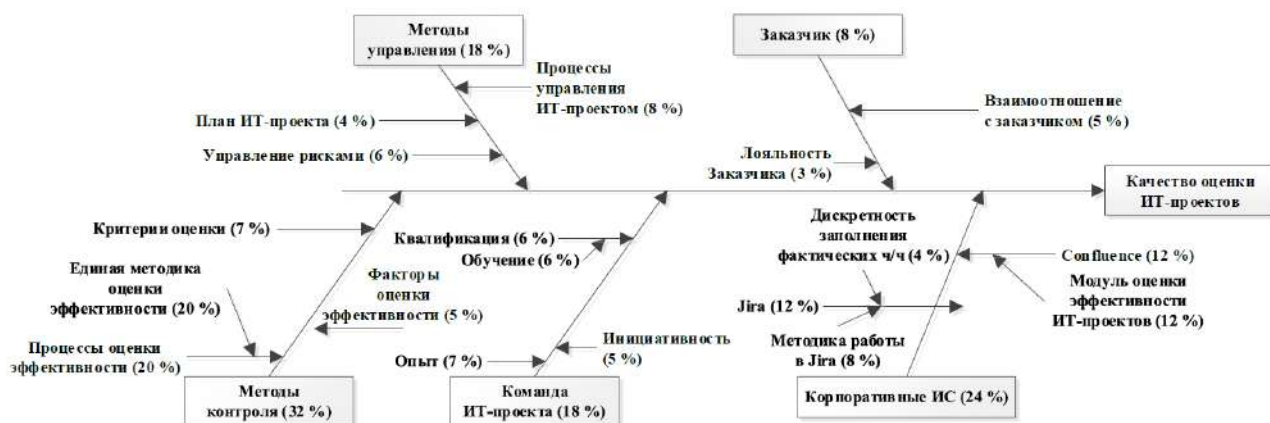 Методы
управления (18 %)
Заказчик (8 %)
Процессы
управления
ИТ-проектом (8 %)
План ИТ-проекта (4 %)
Управление рисками (6 %)
Взаимоотношение
с заказчиком (5 %)
Лояльность
Заказчика (3 %)
Качество оценки
ИТ-проектов
Критерии оценки (7 %)
Единая методика
оценки
эффективности (20 %)
Факторы
оценки
эффективности (5 %)
Процессы оценки
эффективности (20 %)
Методы
контроля (32 %)
Квалификация (6 %)
Обучение (6 %)
Опыт (7 %)
Инициативность
(5 %)
Команда
ИТ-проекта (18 %)
Дискретность
заполнения
фактических ч/ч (4 %)
Jira (12 %)
Методика работы
в Jira (8 %)
Confluence (12 %)
Модуль оценки
эффективности
ИТ-проектов (12 %)
Корпоративные ИС (24 %)